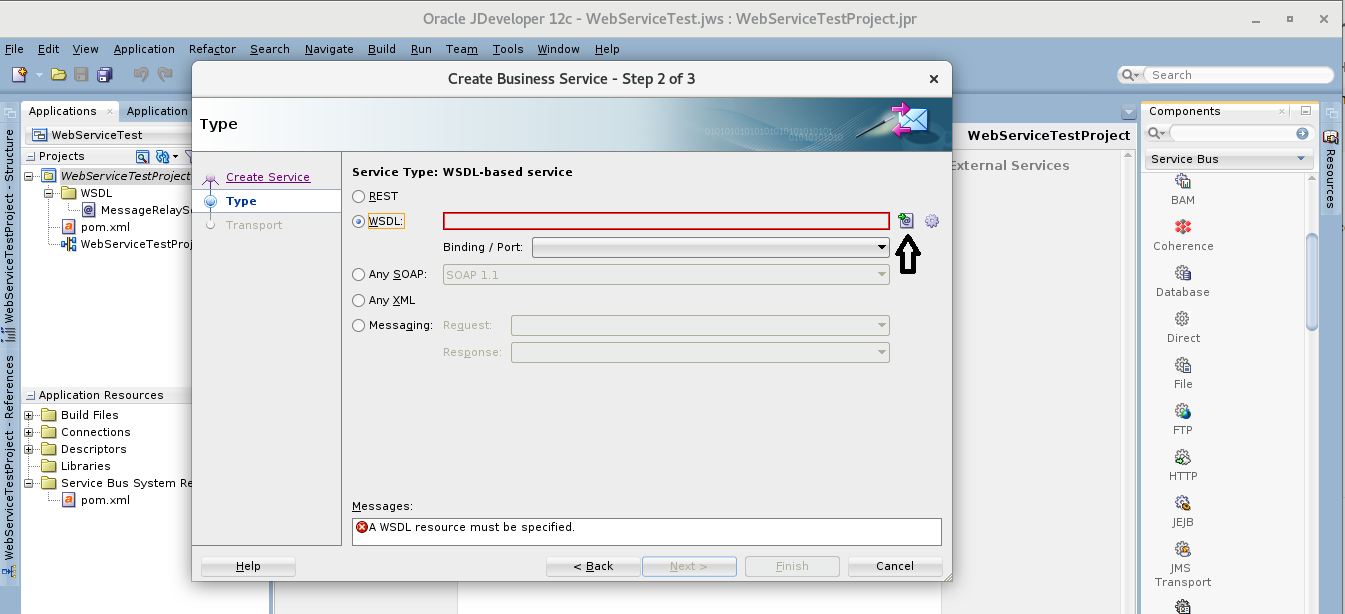 Oracle JDeveloper 12c - WebServiceTest.jws : WebServiceTestProject.jpr
File Edit View Application Refactor Search Navigate Build Run Team Tools Window Help
Search
Applications
Application
WebServiceTest
Projects
WebServiceTestProject
WSDL
MessageRelaySe
pom.xml
WebServiceTestProj
Application Resources
Build Files
Connections
Descriptors
Libraries
Service Bus System Re
pom.xml
WebServiceTestProject - Structure
WebServiceTestProject - References
Create Business Service - Step 2 of 3
Type
01010101010101010101010101
Create Service
Type
Transport
Service Type: WSDL-based service
REST
WSDL:
Binding / Port:
Any SOAP: SOAP 1.1
Any XML
Messaging: Request:
Response:
Messages:
A WSDL resource must be specified.
Help
< Back
Next >
Finish
Cancel
WebServiceTestProject
External Services
Components
Service Bus
BAM
Coherence
Database
Direct
File
FTP
HTTP
JEJB
JMS
Transport
Resources